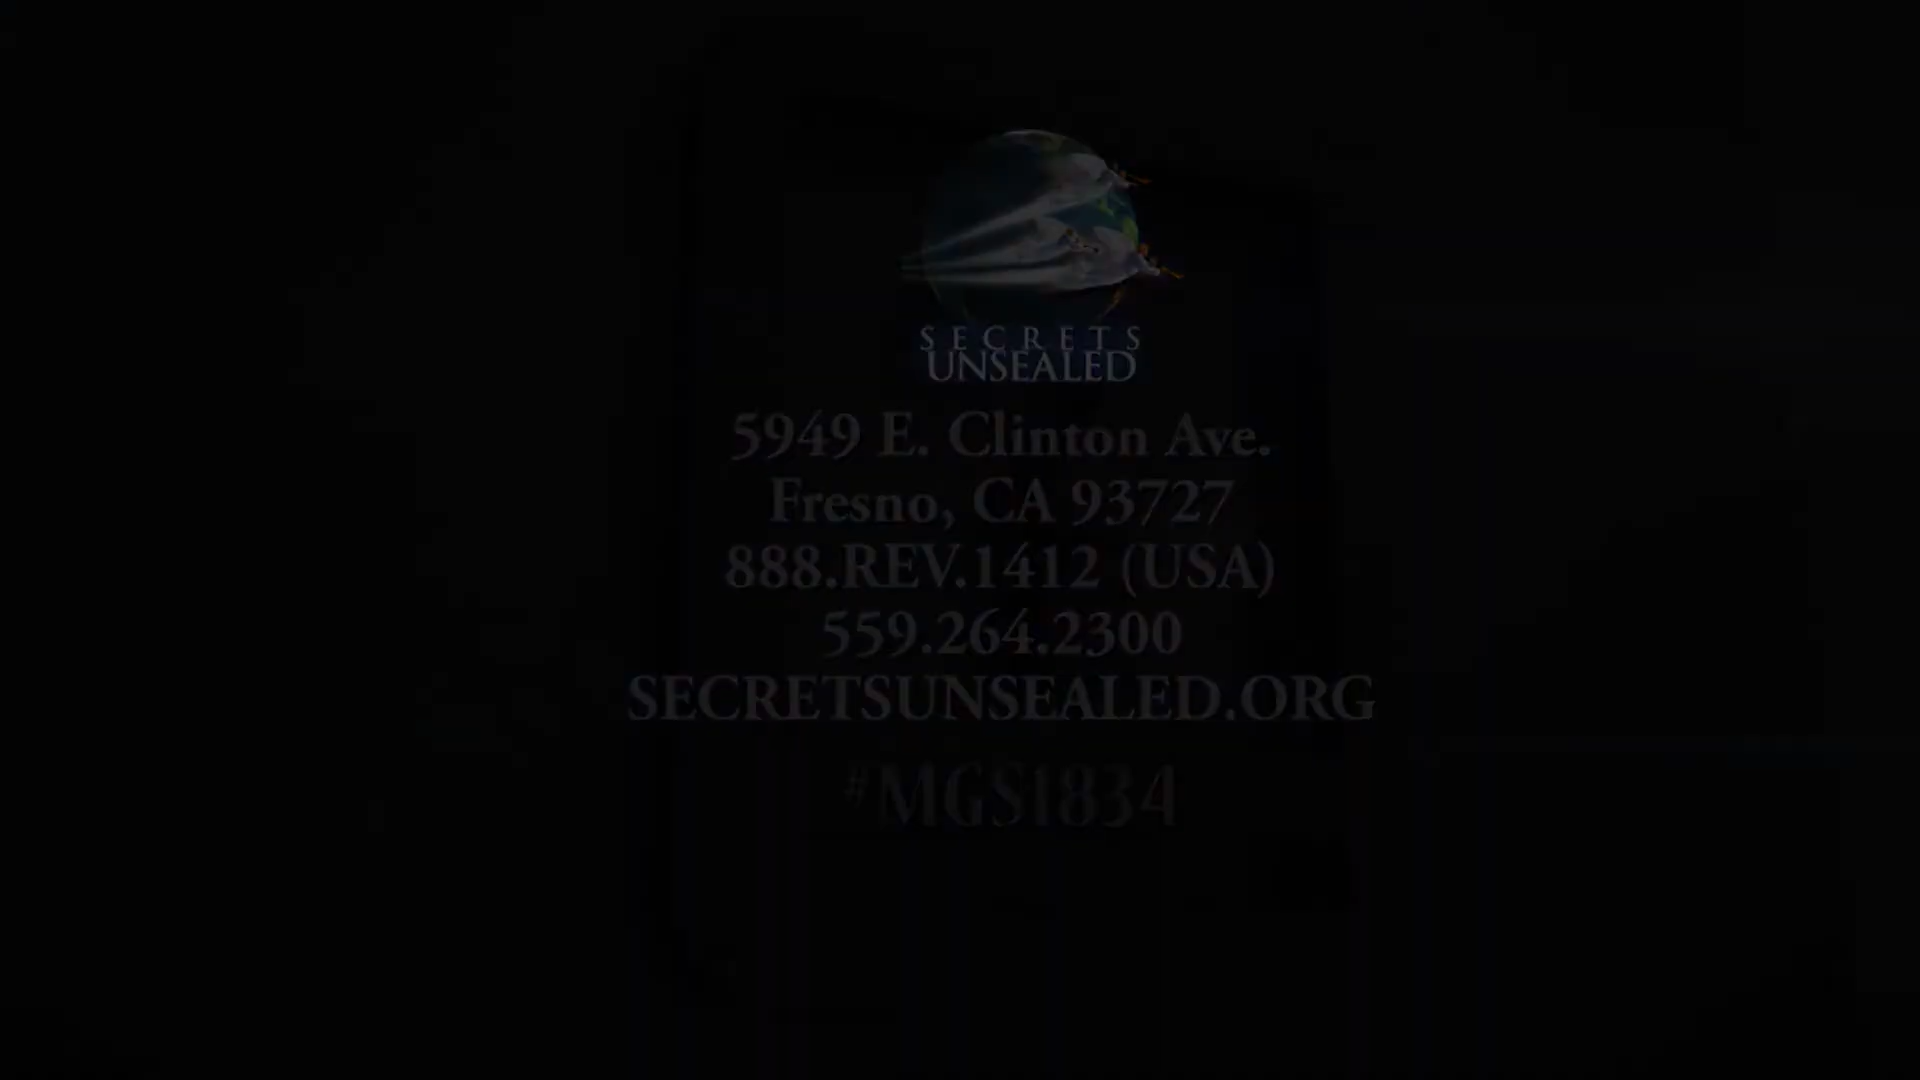 SECRETS
UNSEALED
5949 E. Clinton Ave.
Fresno, CA 93727
888.REV.1412 (USA)
559.264.2300
SECRETSUNSEALED.ORG
#MGS1834